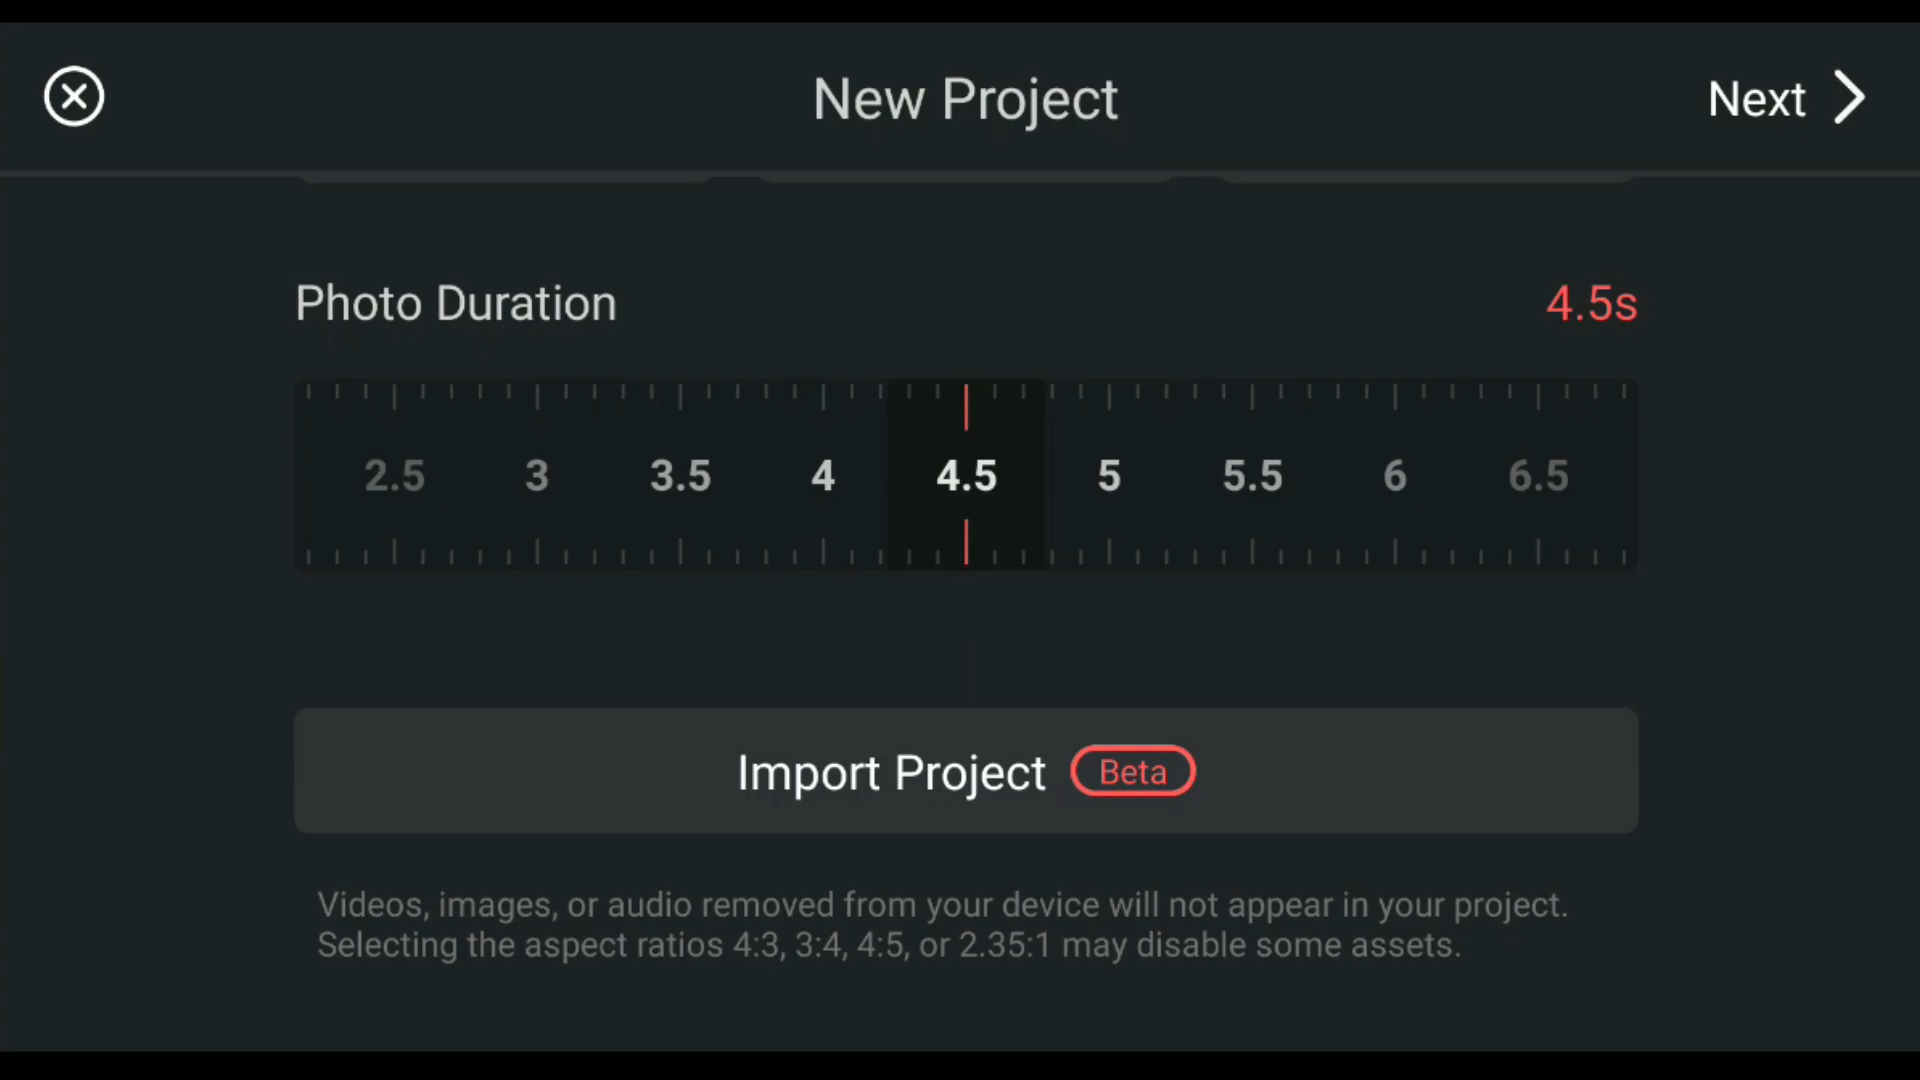 New Project
Next
Photo Duration
4.5s
2.5 3 3.5 4 4.5 5 5.5 6 6.5
Import Project Beta
Videos, images, or audio removed from your device will not appear in your project.
Selecting the aspect ratios 4:3, 3:4, 4:5, or 2.35:1 may disable some assets.